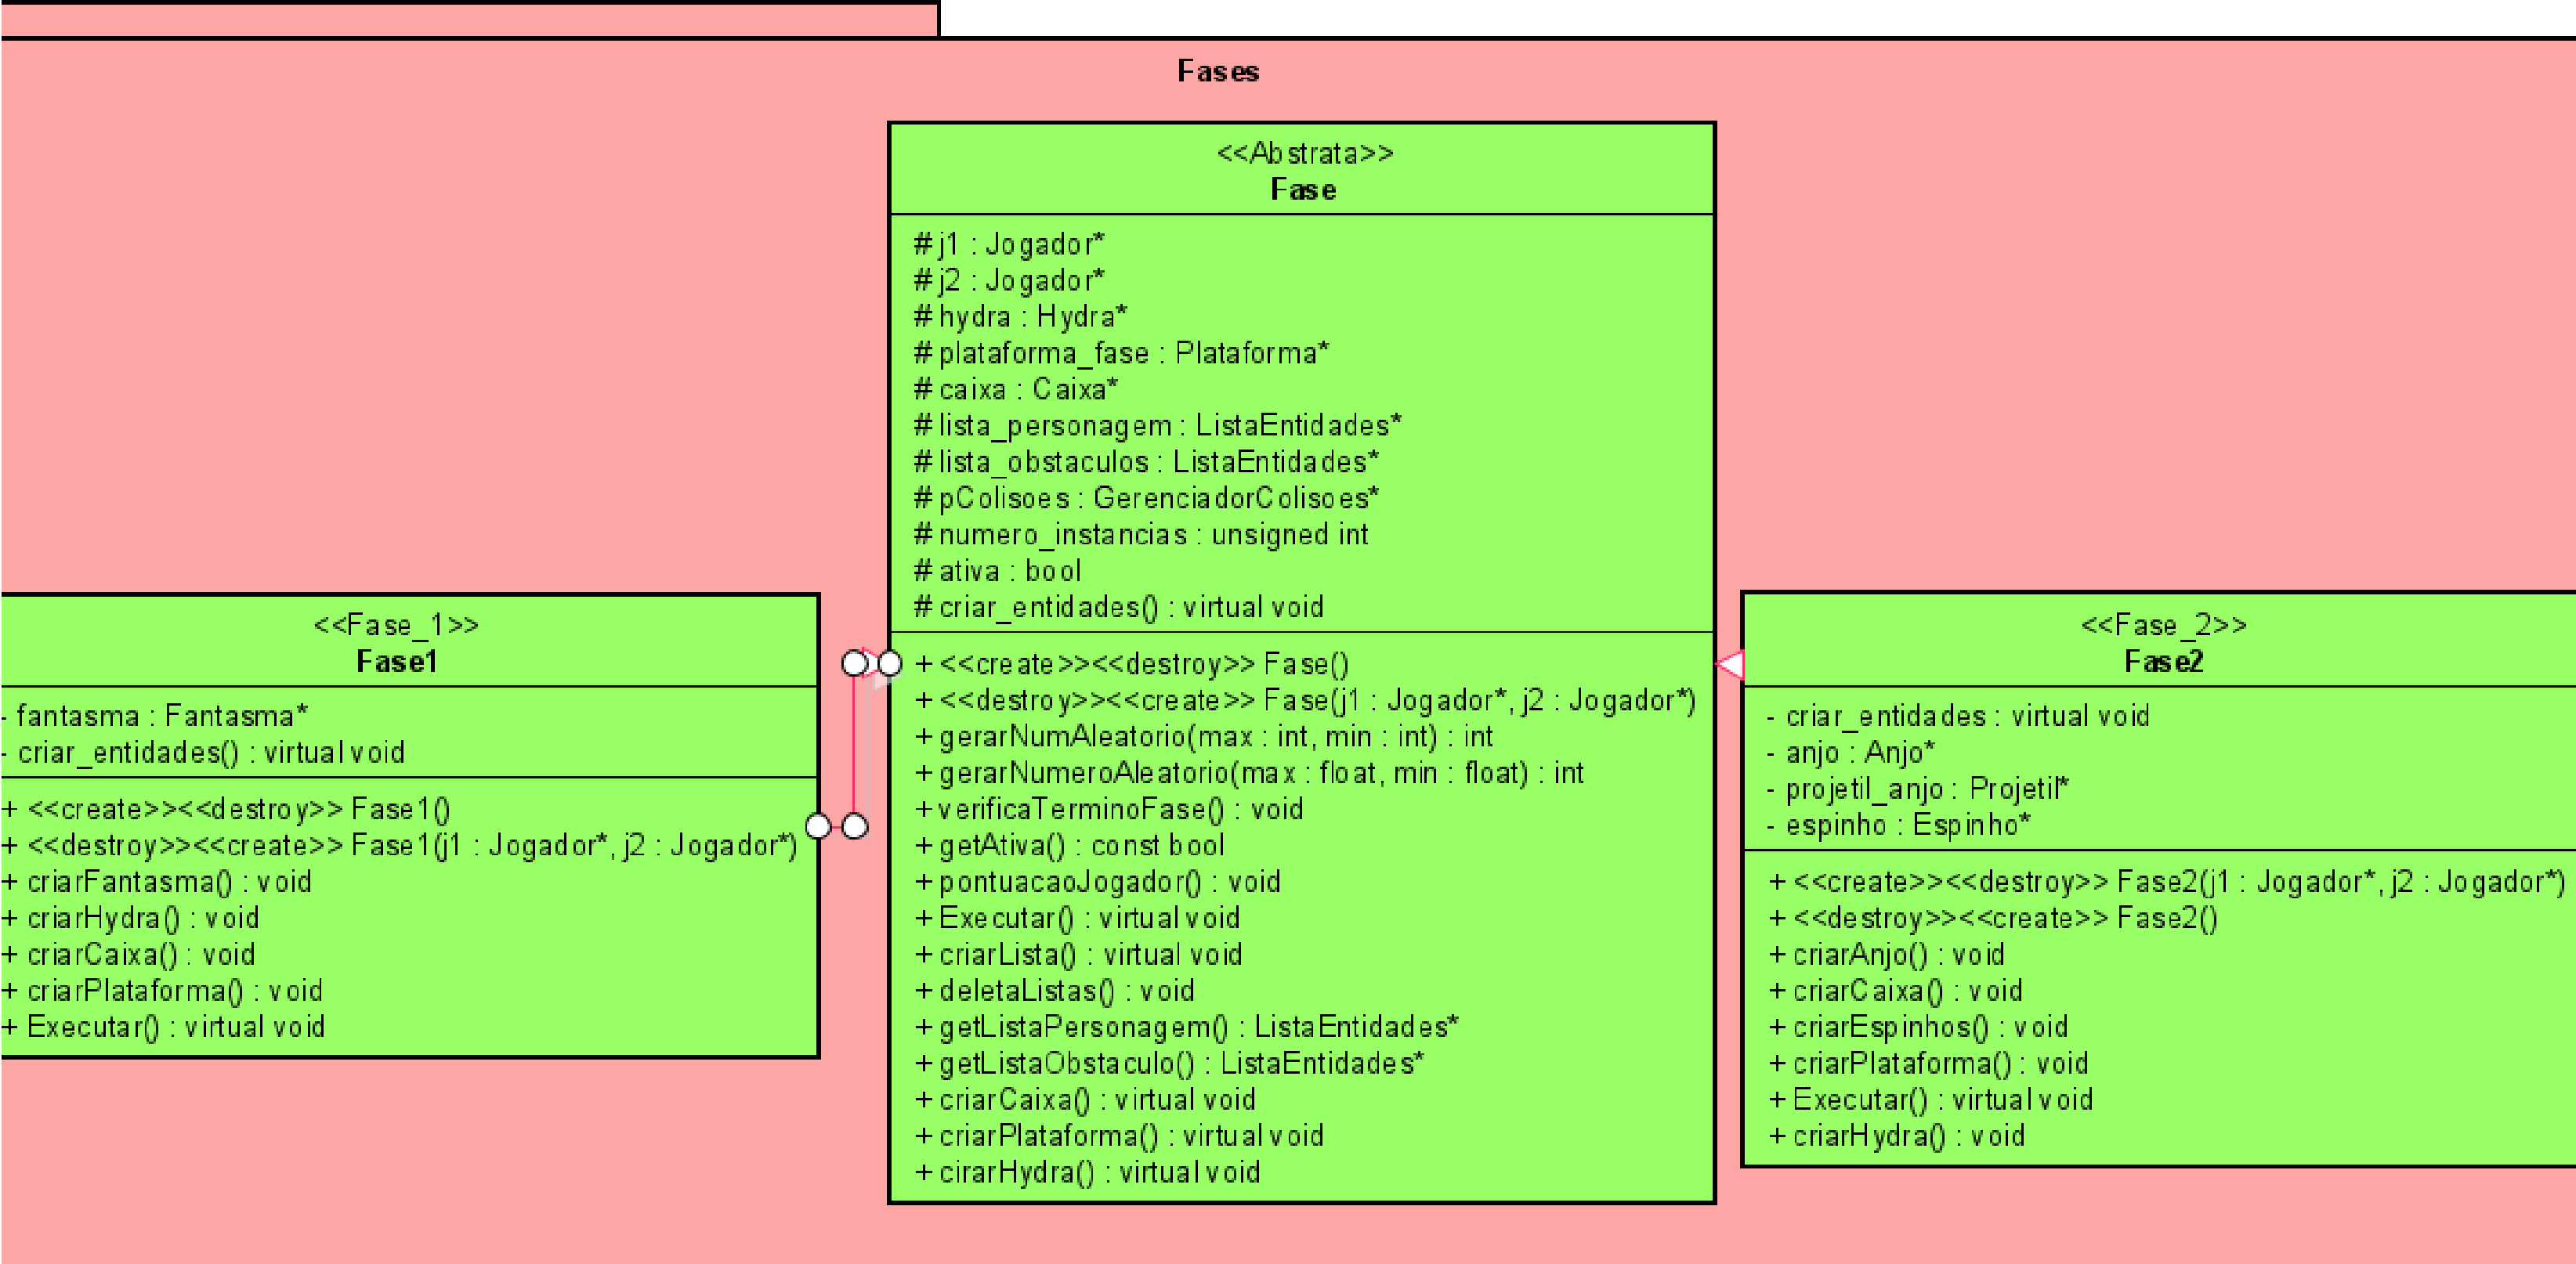 Fases
<<Abstrata>>
Fase
# j1 : Jogador*
# j2 : Jogador*
# hydra : Hydra*
# plataforma_fase : Plataforma*
# caixa : Caixa*
# lista_personagem : ListaEntidades*
# lista_obstaculos : ListaEntidades*
# pColisoes : GerenciadorColisoes*
# numero_instancias : unsigned int
# ativa : bool
# criar_entidades() : virtual void
+ <<create>><<destroy>> Fase()
+ <<destroy>><<create>> Fase(j1 : Jogador*, j2 : Jogador*)
+ gerarNumAleatorio(max : int, min : int) : int
+ gerarNumeroAleatorio(max : float, min : float) : int
+ verificaTerminoFase() : void
+ getAtiva() : const bool
+ pontuacaoJogador() : void
+ Executar() : virtual void
+ criarLista() : virtual void
+ deletaListas() : void
+ getListaPersonagem() : ListaEntidades*
+ getListaObstaculo() : ListaEntidades*
+ criarCaixa() : virtual void
+ criarPlataforma() : virtual void
+ cirarHydra() : virtual void
<<Fase_1>>
Fase1
- fantasma : Fantasma*
- criar_entidades() : virtual void
+ <<create>><<destroy>> Fase1()
+ <<destroy>><<create>> Fase1(j1 : Jogador*, j2 : Jogador*)
+ criarFantasma() : void
+ criarHydra() : void
+ criarCaixa() : void
+ criarPlataforma() : void
+ Executar() : virtual void
<<Fase_2>>
Fase2
- criar_entidades : virtual void
- anjo : Anjo*
- projetil_anjo : Projetil*
- espinho : Espinho*
+ <<create>><<destroy>> Fase2(j1 : Jogador*, j2 : Jogador*)
+ <<destroy>><<create>> Fase2()
+ criarAnjo() : void
+ criarCaixa() : void
+ criarEspinhos() : void
+ criarPlataforma() : void
+ Executar() : virtual void
+ criarHydra() : void